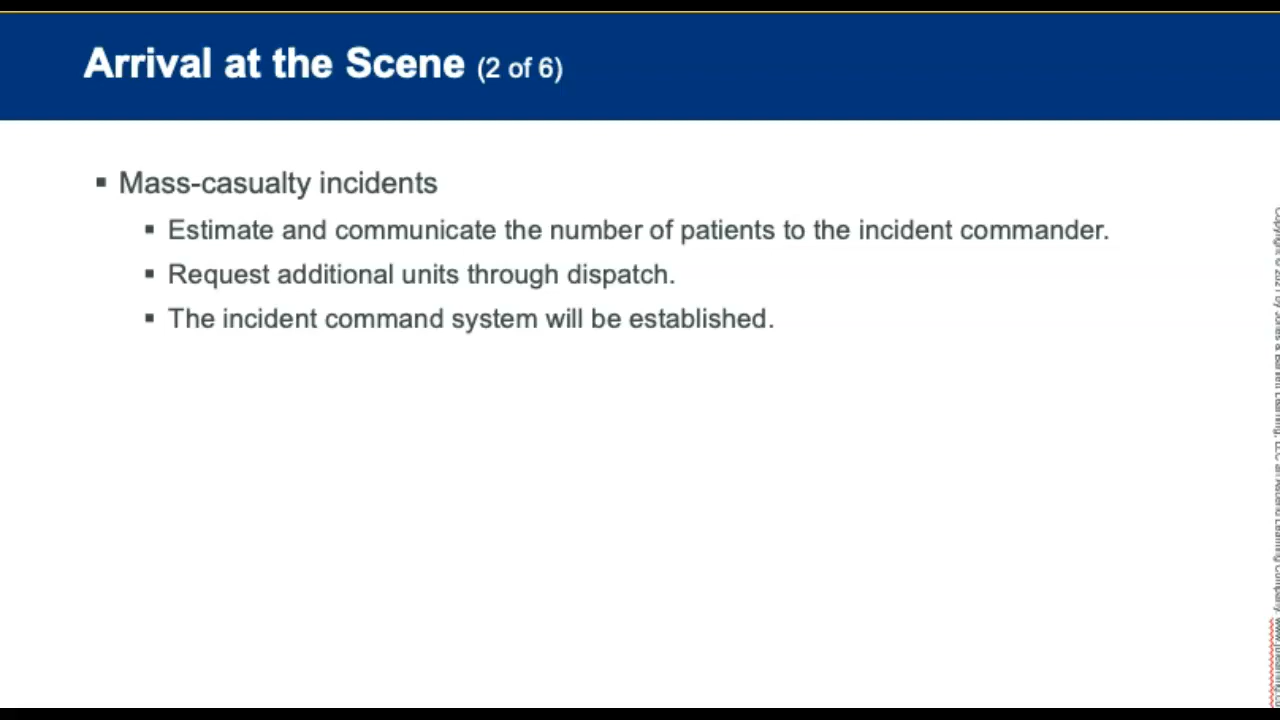 Arrival at the Scene (2 of 6)
▪ Mass-casualty incidents
▪ Estimate and communicate the number of patients to the incident commander.
▪ Request additional units through dispatch.
▪ The incident command system will be established.